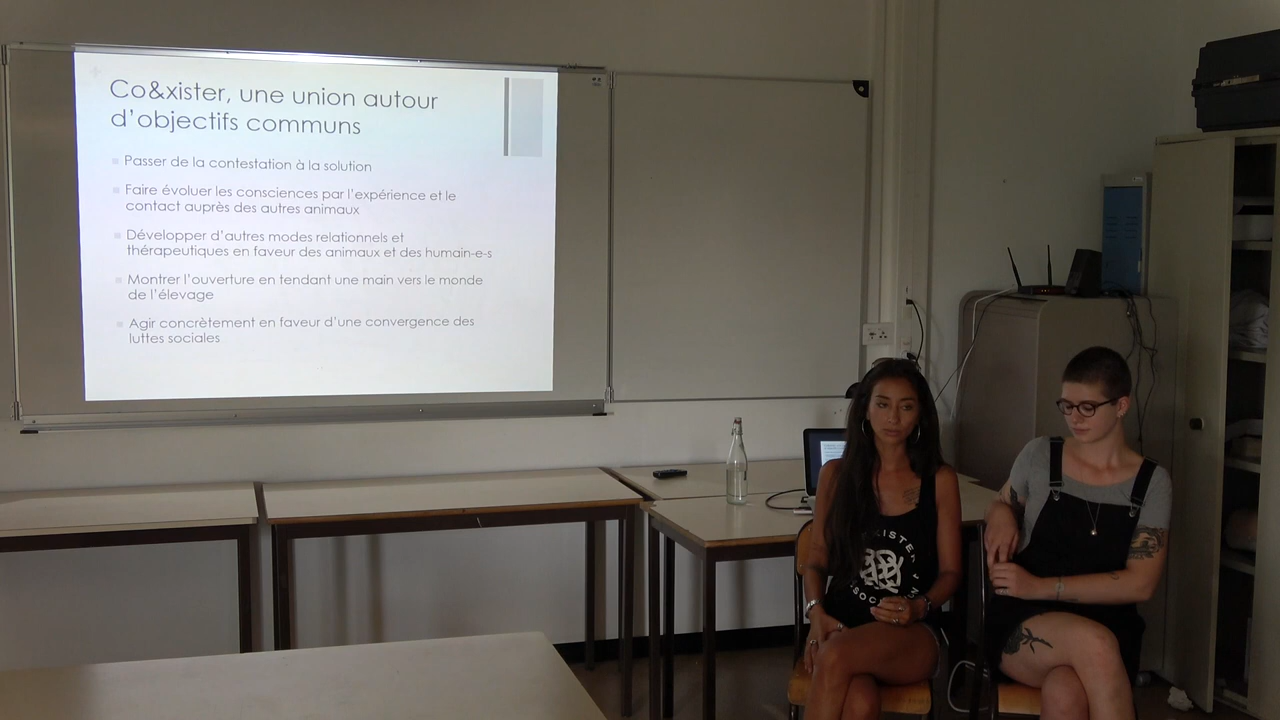 Co&xister, une union autour
d'objectifs communs
Passer de la contestation à la solution
Faire évoluer les consciences par l'expérience et le
contact auprès des autres animaux
Développer d'autres modes relationnels et
thérapeutiques en faveur des animaux et des humain-e-s
Montrer l'ouverture en tendant une main vers le monde
de l'élevage
Agir concrètement en faveur d'une convergence des
luttes sociales
XISTER